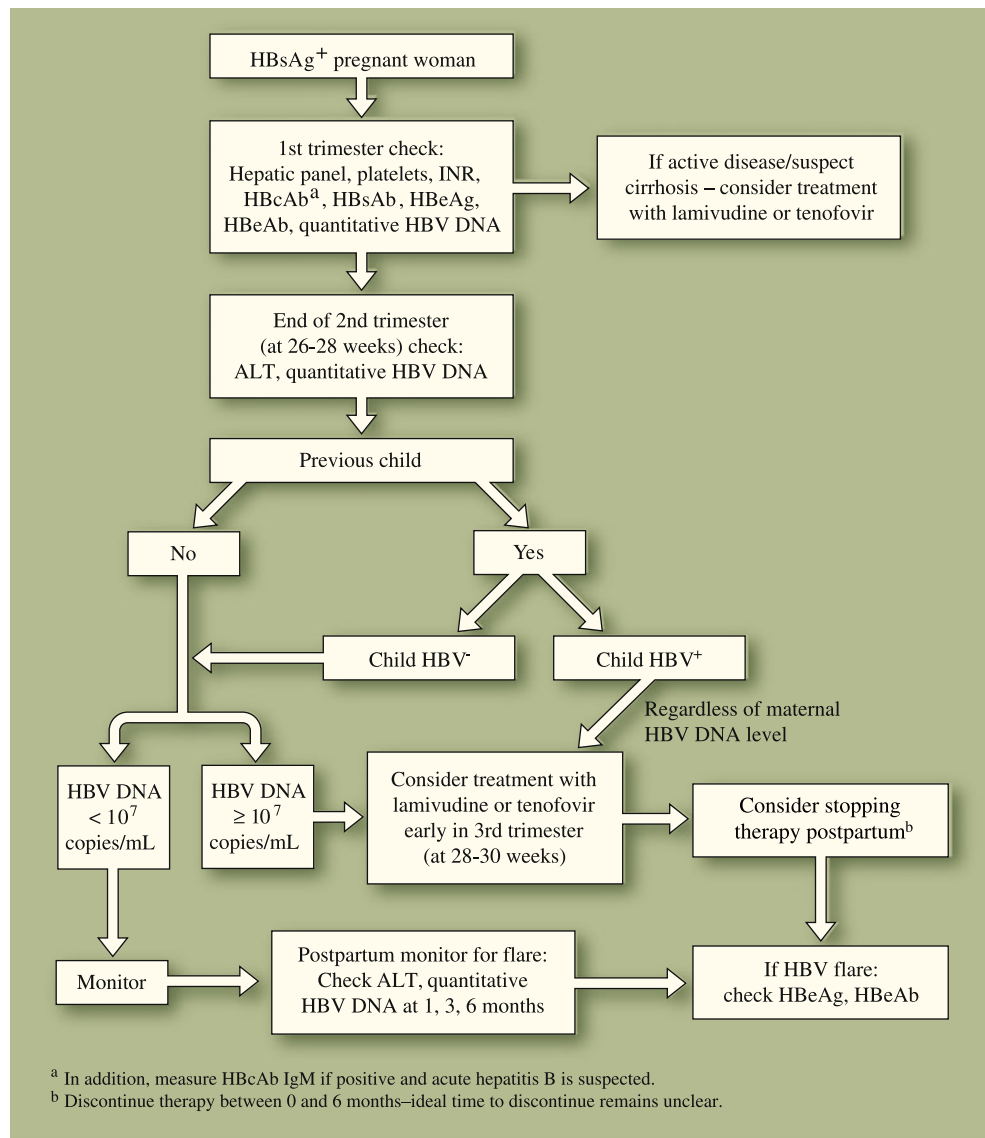 HBsAg⁺ pregnant woman
1st trimester check:
Hepatic panel, platelets, INR,
HBcAbᵃ, HBsAb, HBeAg,
HBeAb, quantitative HBV DNA
If active disease/suspect
cirrhosis – consider treatment
with lamivudine or tenofovir
End of 2nd trimester
(at 26-28 weeks) check:
ALT, quantitative HBV DNA
Previous child
No
Yes
Child HBV⁻
Child HBV⁺
Regardless of maternal
HBV DNA level
HBV DNA
< 10⁷
copies/mL
HBV DNA
≥ 10⁷
copies/mL
Consider treatment with
lamivudine or tenofovir
early in 3rd trimester
(at 28-30 weeks)
Consider stopping
therapy postpartumᵇ
Monitor
Postpartum monitor for flare:
Check ALT, quantitative
HBV DNA at 1, 3, 6 months
If HBV flare:
check HBeAg, HBeAb
ᵃ In addition, measure HBcAb IgM if positive and acute hepatitis B is suspected.
ᵇ Discontinue therapy between 0 and 6 months–ideal time to discontinue remains unclear.